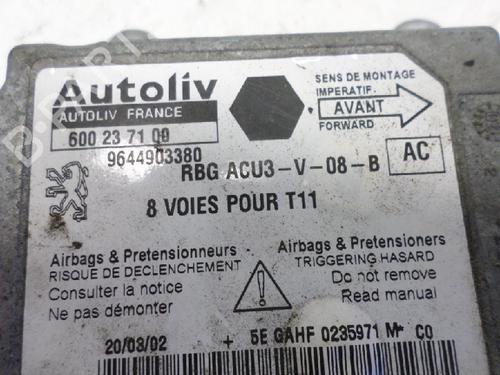 Autoliv
AUTOLIV FRANCE
600 23 71 00
9644903380
SENS DE MONTAGE
IMPERATIF
AVANT
FORWARD
RBG ACU3-V-08-B
AC
8 VOIES POUR T11
Airbags & Pretensionneurs
RISQUE DE DECLENCHEMENT
Consulter la notice
Ne pas démonter
Airbags & Pretensioners
TRIGGERING HASARD
Do not remove
Read manual
20/03/02 + 5E GAHF 0235971 M* C0